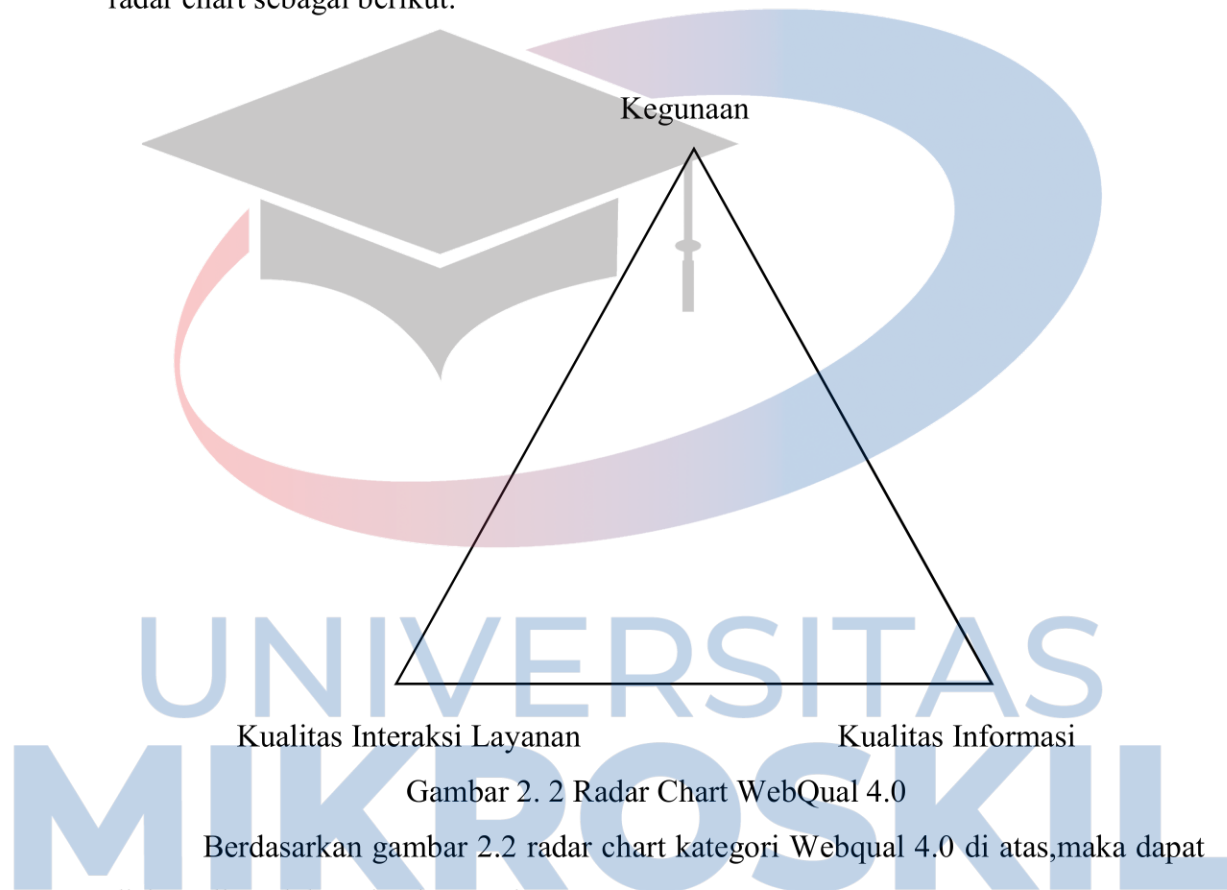 radar chart sebagai berikut:
Kegunaan
UNIVERSITAS
Kualitas Interaksi Layanan Kualitas Informasi
MIKROSKIL
Gambar 2. 2 Radar Chart WebQual 4.0
Berdasarkan gambar 2.2 radar chart kategori Webqual 4.0 di atas,maka dapat